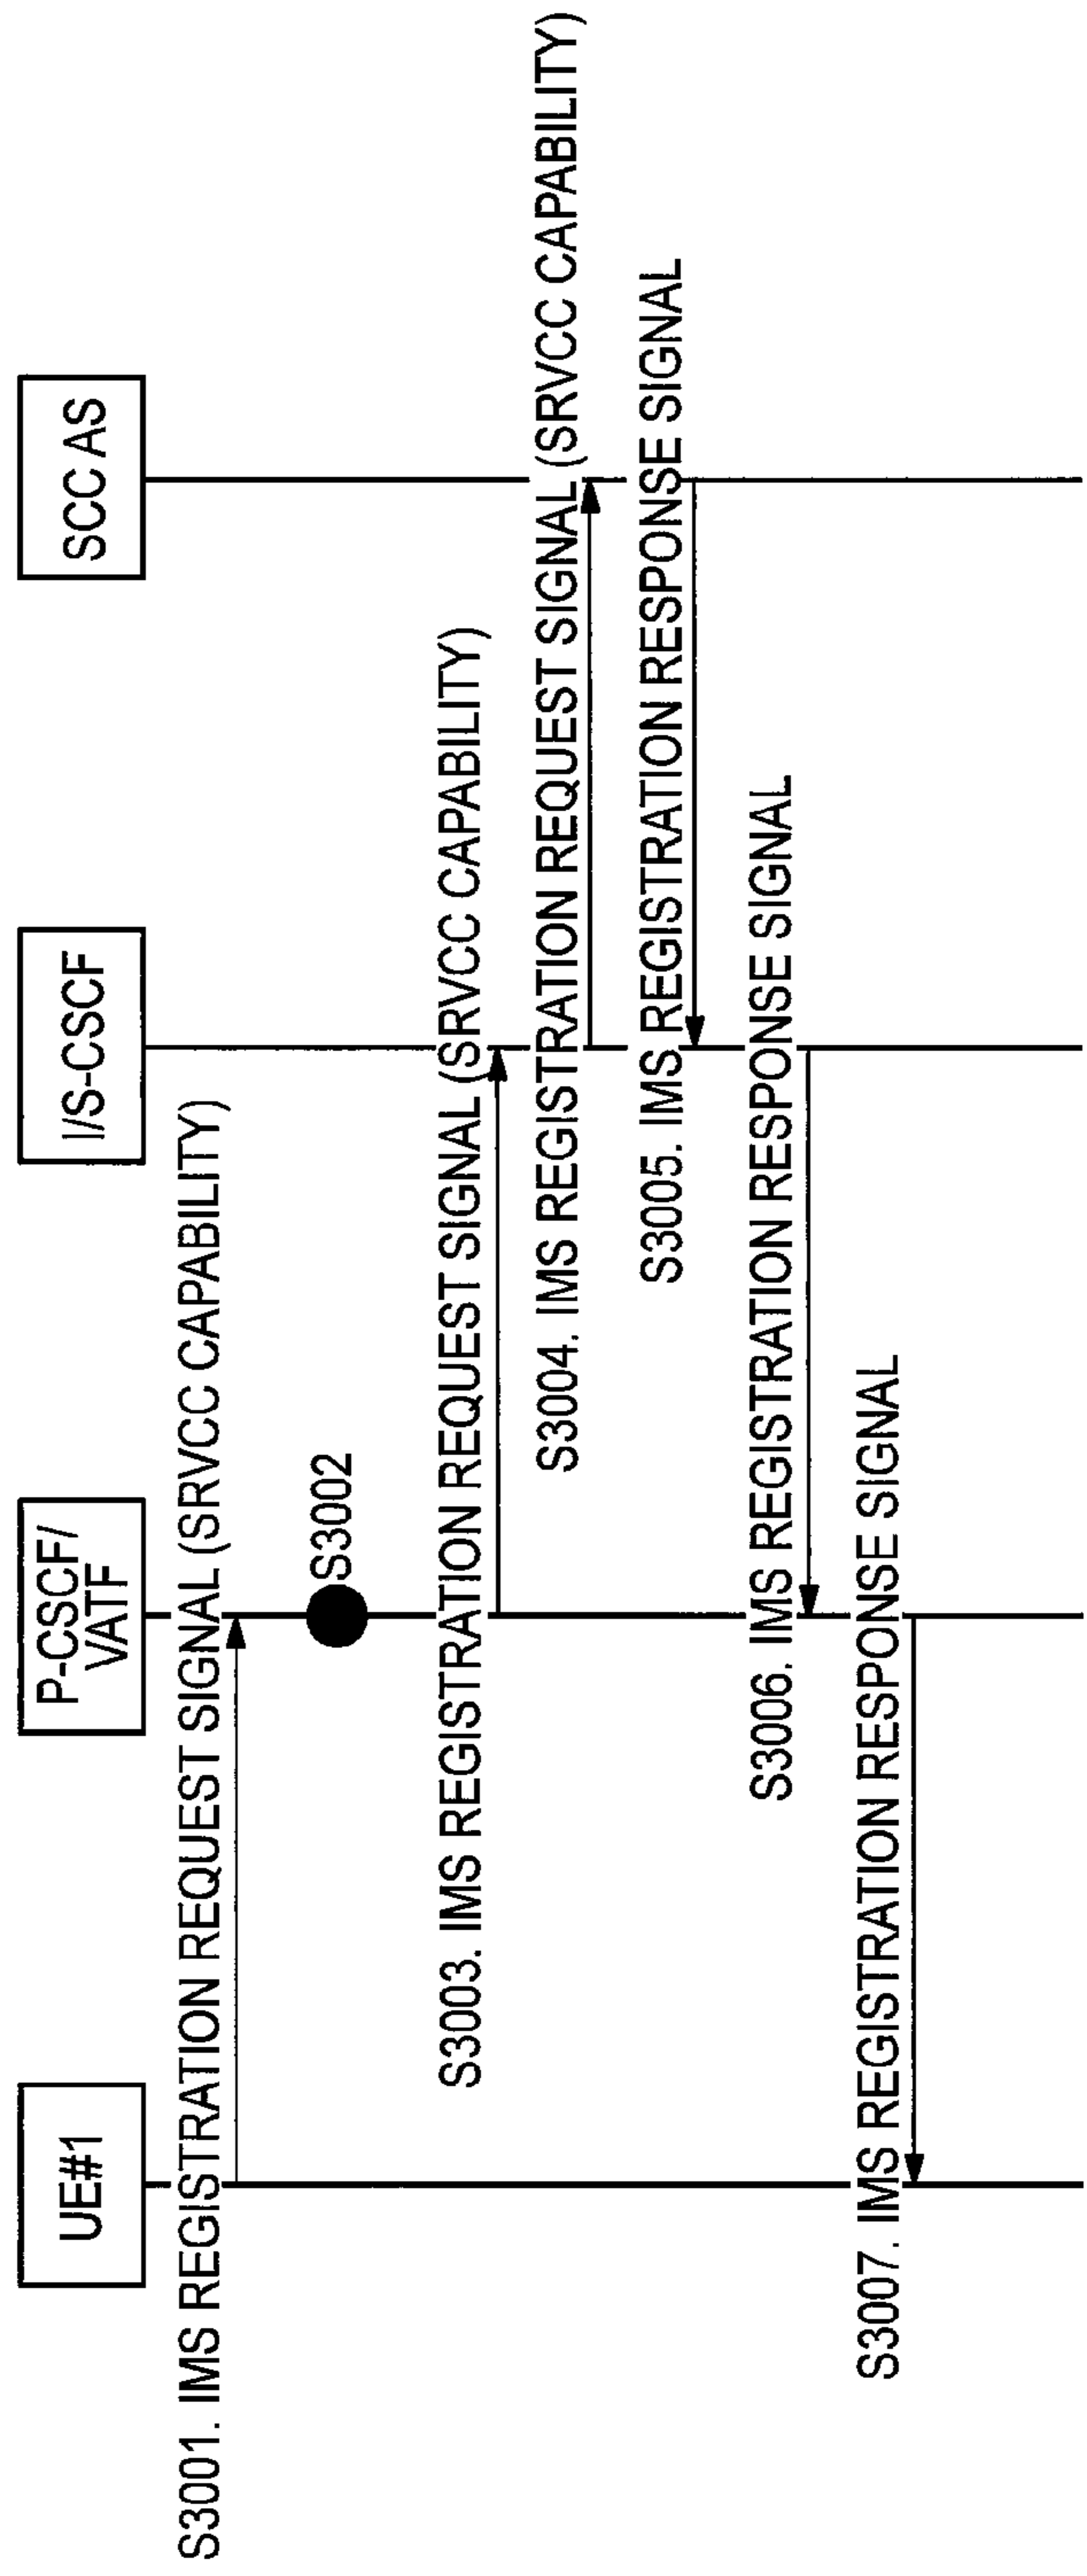 UE#1
P-CSCF/
VATF
I/S-CSCF
SCC AS
S3001. IMS REGISTRATION REQUEST SIGNAL (SRVCC CAPABILITY)
S3002
S3003. IMS REGISTRATION REQUEST SIGNAL (SRVCC CAPABILITY)
S3004. IMS REGISTRATION REQUEST SIGNAL (SRVCC CAPABILITY)
S3005. IMS REGISTRATION RESPONSE SIGNAL
S3006. IMS REGISTRATION RESPONSE SIGNAL
S3007. IMS REGISTRATION RESPONSE SIGNAL